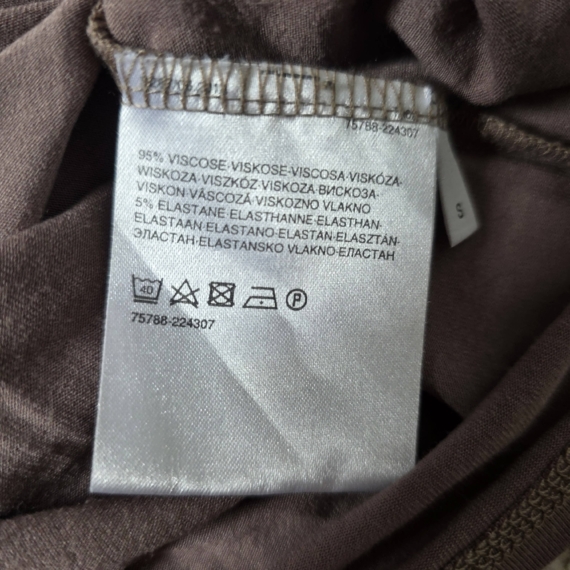 75788-224307
95% VISCOSE·VISKOSE·VISCOSA·VISKÓZA·
WISKOZA·VISZKÓZ·VISKOZA·ВИСКОЗА·
VISKON·VÂSCOZĂ·VISKOZNO VLAKNO
5% ELASTANE·ELASTHANNE·ELASTHAN·
ELASTAAN·ELASTANO·ELASTAN·ELASZTÁN·
ЭЛАСТАН·ELASTANSKO VLAKNO·ЕЛАСТАН
S
40
P
75788-224307